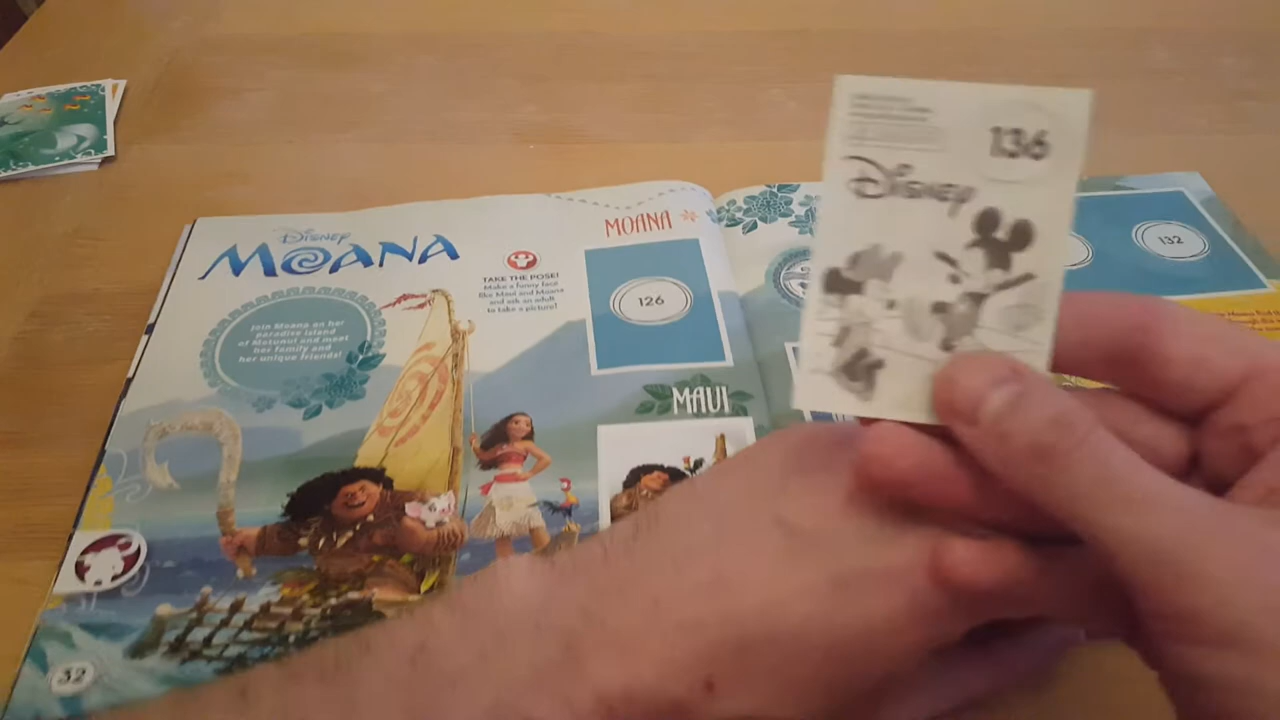 DISNEY
MOANA
Join Moana on her
paradise island
of Motunui and meet
her family and
her unique friends!
TAKE THE POSE!
Make a funny face
like Maui and Moana
and ask an adult
to take a picture!
MOANA
126
MAUI
32
136
DISNEY
132